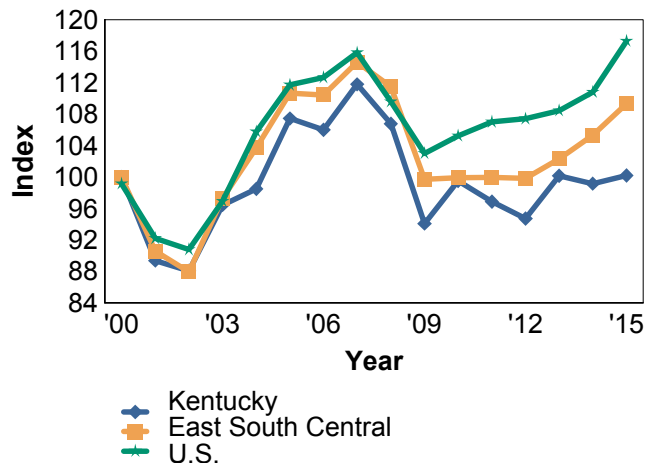 120
116
112
108
104
100
96
92
88
84
Index
'00 '03 '06 '09 '12 '15
Year
Kentucky
East South Central
U.S.